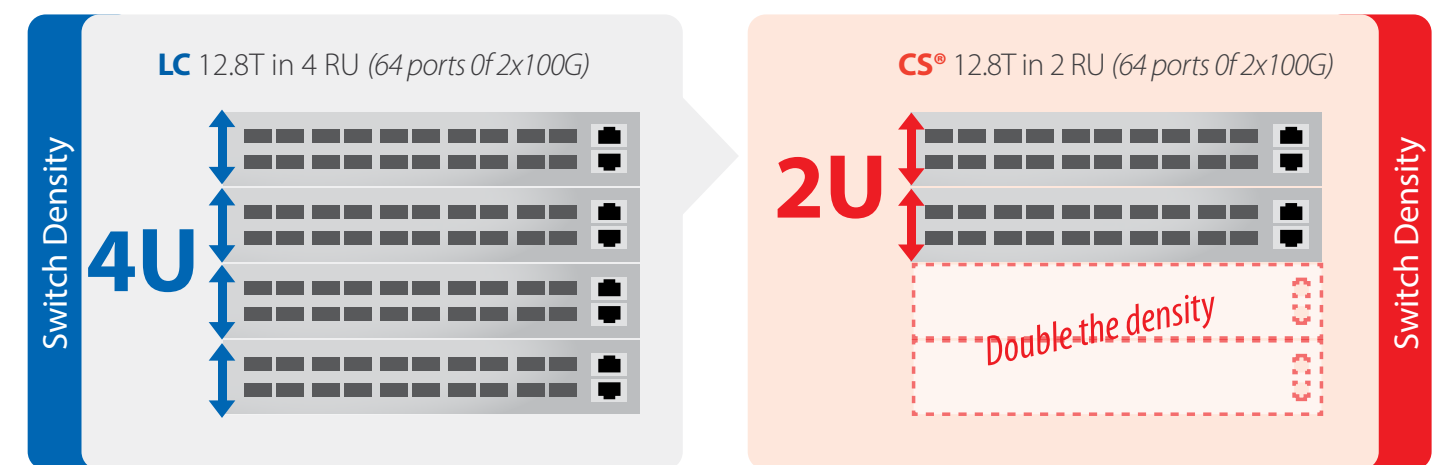 Switch Density
LC 12.8T in 4 RU (64 ports 0f 2x100G)
4U
CS® 12.8T in 2 RU (64 ports 0f 2x100G)
2U
Double the density
Switch Density